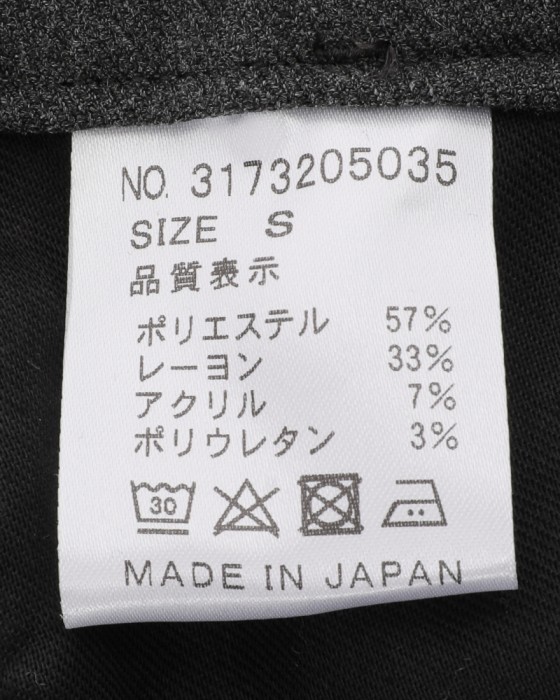 NO. 3173205035
SIZE S
品質表示
ポリエステル 57%
レーヨン 33%
アクリル 7%
ポリウレタン 3%
30
MADE IN JAPAN